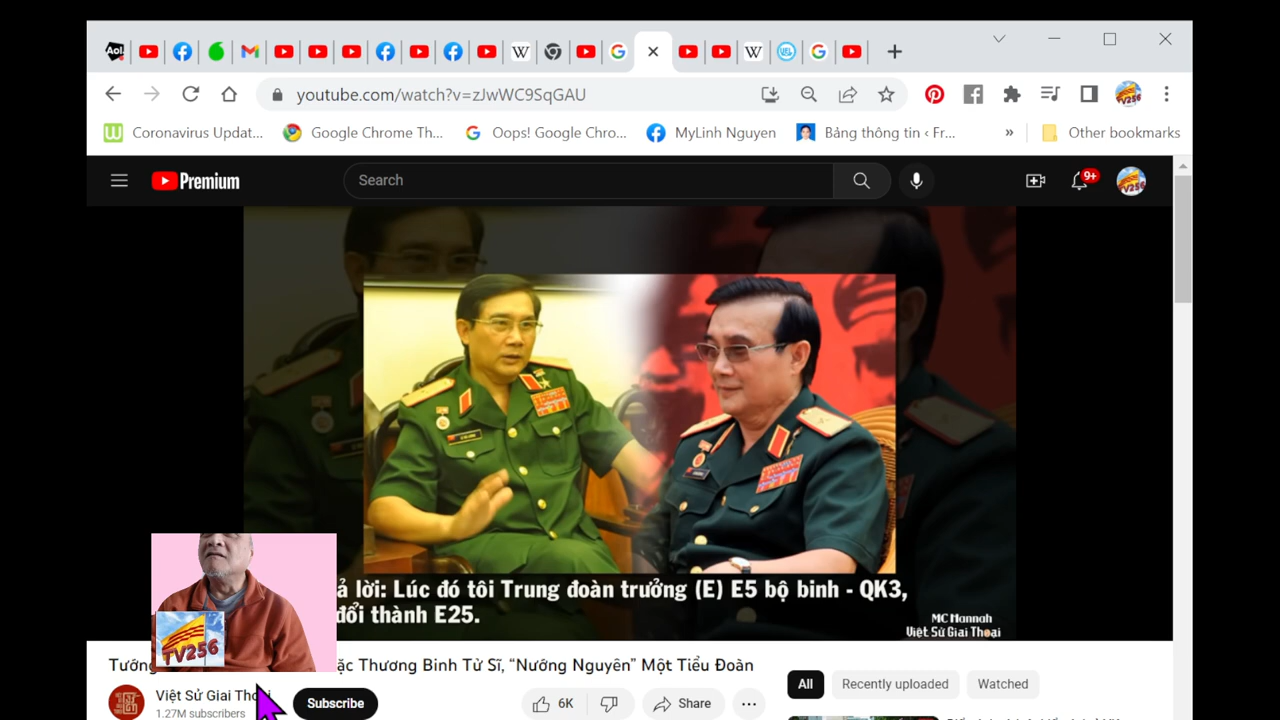 Aol.
youtube.com/watch?v=zJwWC9SqGAU
Coronavirus Updat...
Google Chrome Th...
Oops! Google Chro...
MyLinh Nguyen
Bảng thông tin ‹ Fr...
»
Other bookmarks
Premium
Search
9+
ả lời: Lúc đó tôi Trung đoàn trưởng (E) E5 bộ binh - QK3,
đổi thành E25.
MC Mannah
Việt Sử Giai Thoại
TV256
Tướng
ặc Thương Binh Tử Sĩ, “Nướng Nguyên” Một Tiểu Đoàn
Việt Sử Giai Thoại
1.27M subscribers
Subscribe
6K
Share
All
Recently uploaded
Watched